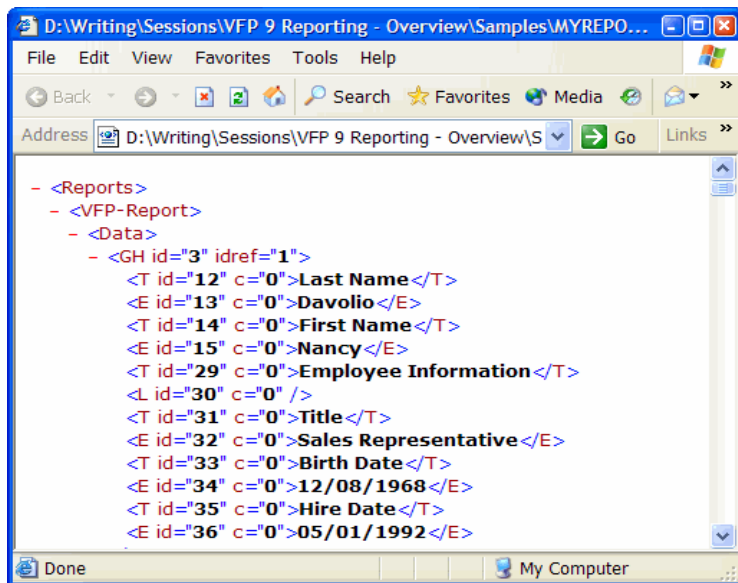 D:\Writing\Sessions\VFP 9 Reporting - Overview\Samples\MYREPO...
File Edit View Favorites Tools Help
Back Search Favorites Media »
Address D:\Writing\Sessions\VFP 9 Reporting - Overview\S Go Links »
- <Reports>
- <VFP-Report>
- <Data>
- <GH id="3" idref="1">
<T id="12" c="0">Last Name</T>
<E id="13" c="0">Davolio</E>
<T id="14" c="0">First Name</T>
<E id="15" c="0">Nancy</E>
<T id="29" c="0">Employee Information</T>
<L id="30" c="0" />
<T id="31" c="0">Title</T>
<E id="32" c="0">Sales Representative</E>
<T id="33" c="0">Birth Date</T>
<E id="34" c="0">12/08/1968</E>
<T id="35" c="0">Hire Date</T>
<E id="36" c="0">05/01/1992</E>
Done My Computer